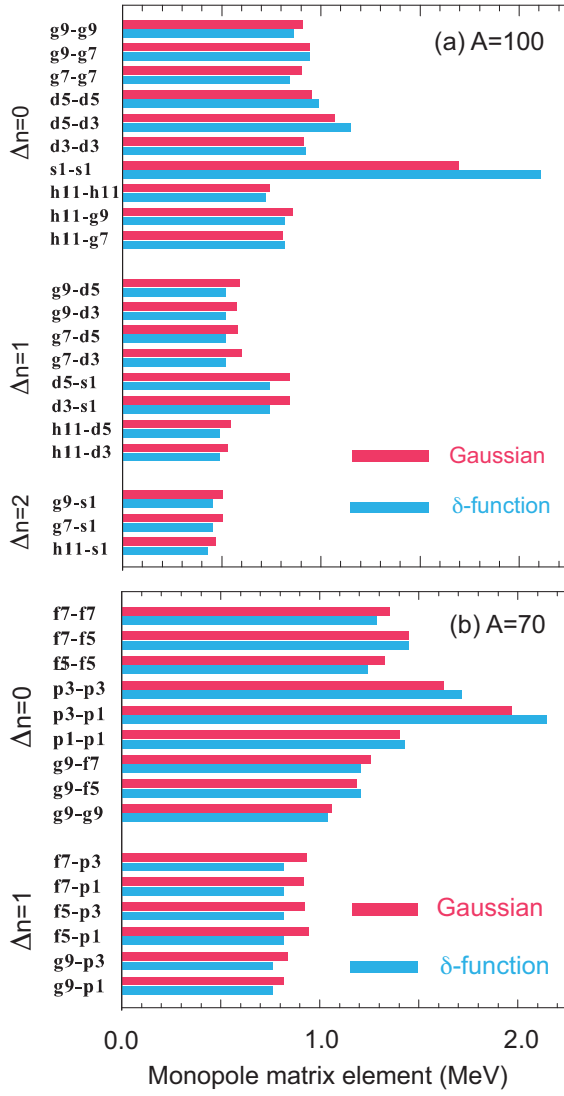 (a) A=100
Δn=0
g9-g9
g9-g7
g7-g7
d5-d5
d5-d3
d3-d3
s1-s1
h11-h11
h11-g9
h11-g7
Δn=1
g9-d5
g9-d3
g7-d5
g7-d3
d5-s1
d3-s1
h11-d5
h11-d3
Gaussian
δ-function
Δn=2
g9-s1
g7-s1
h11-s1
(b) A=70
Δn=0
f7-f7
f7-f5
f5-f5
p3-p3
p3-p1
p1-p1
g9-f7
g9-f5
g9-g9
Δn=1
f7-p3
f7-p1
f5-p3
f5-p1
g9-p3
g9-p1
Gaussian
δ-function
0.0 1.0 2.0
Monopole matrix element (MeV)